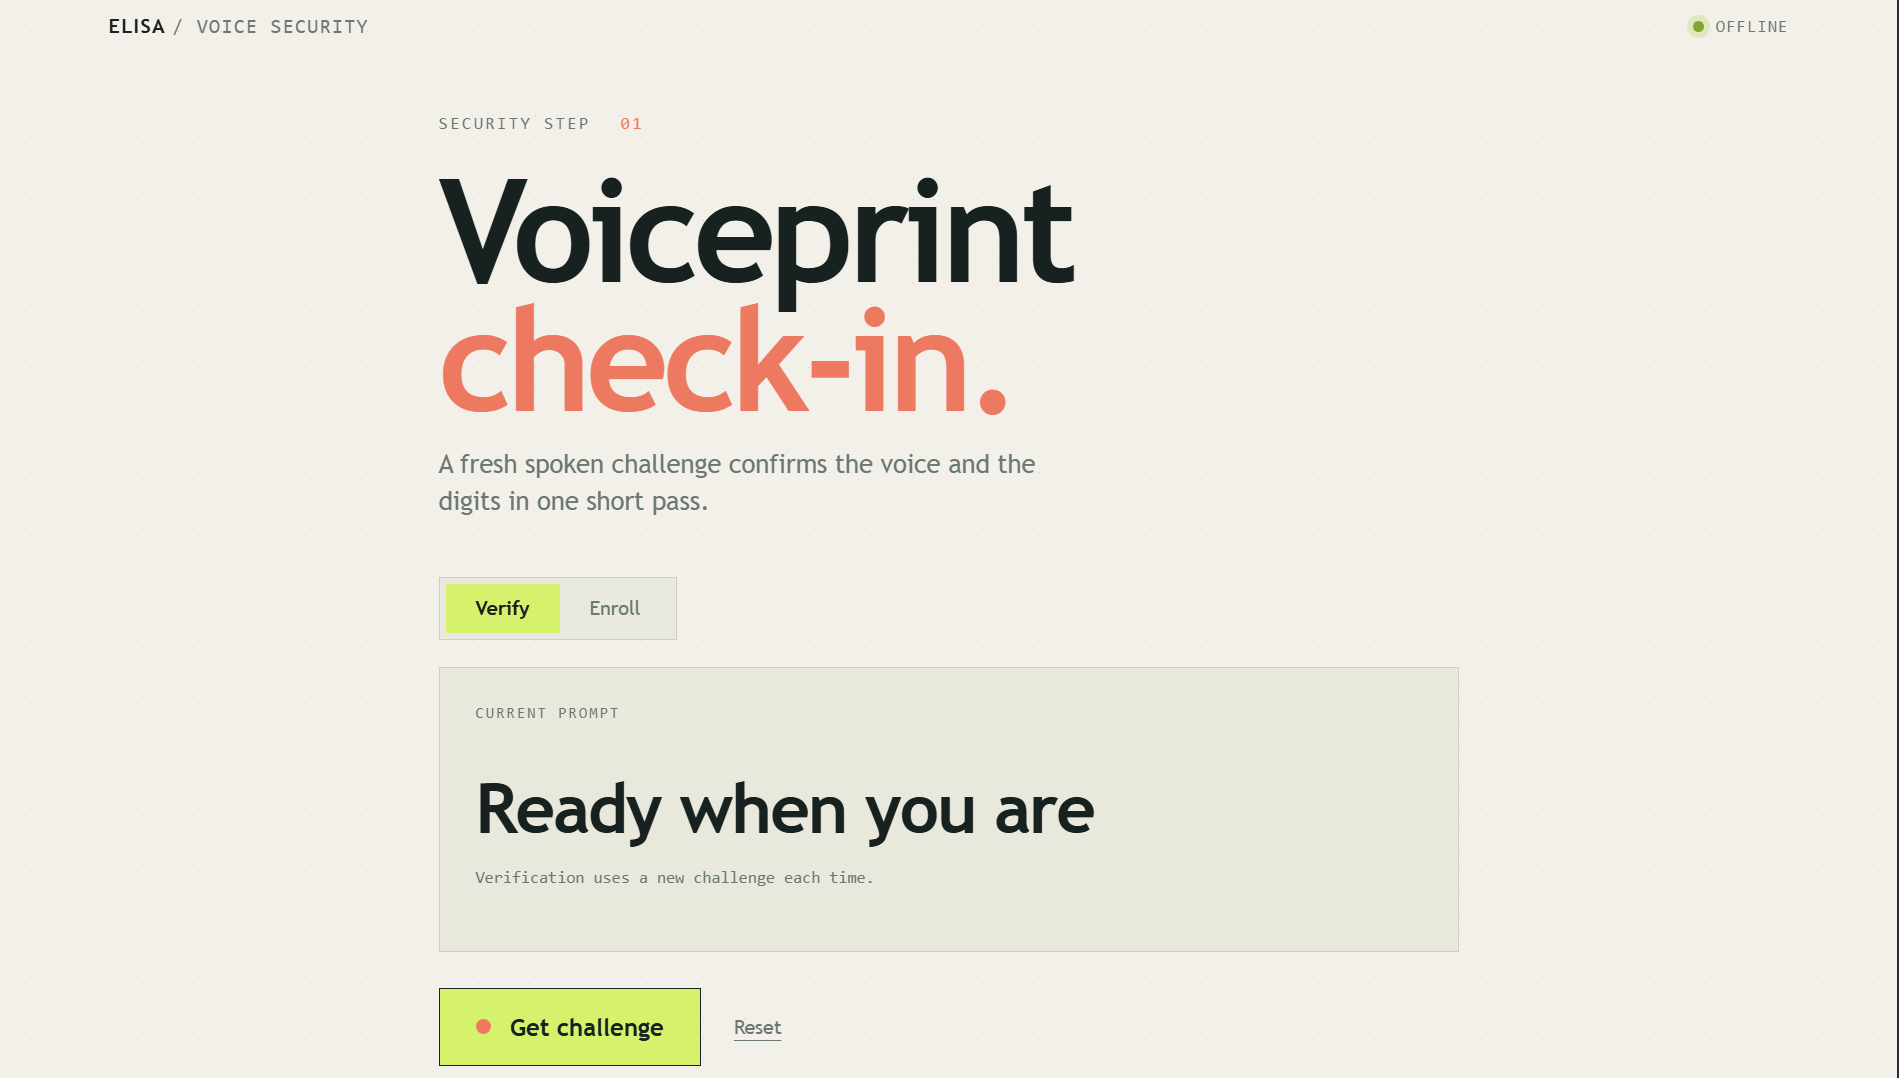 ELISA / VOICE SECURITY
OFFLINE
SECURITY STEP 01
Voiceprint
check-in.
A fresh spoken challenge confirms the voice and the
digits in one short pass.
Verify Enroll
CURRENT PROMPT
Ready when you are
Verification uses a new challenge each time.
Get challenge Reset